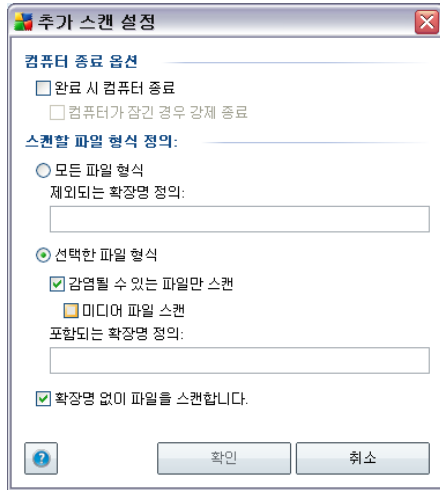 추가 스캔 설정
컴퓨터 종료 옵션
완료 시 컴퓨터 종료
컴퓨터가 잠긴 경우 강제 종료
스캔할 파일 형식 정의:
모든 파일 형식
제외되는 확장명 정의:
선택한 파일 형식
감염될 수 있는 파일만 스캔
미디어 파일 스캔
포함되는 확장명 정의:
확장명 없이 파일을 스캔합니다.
? 확인 취소